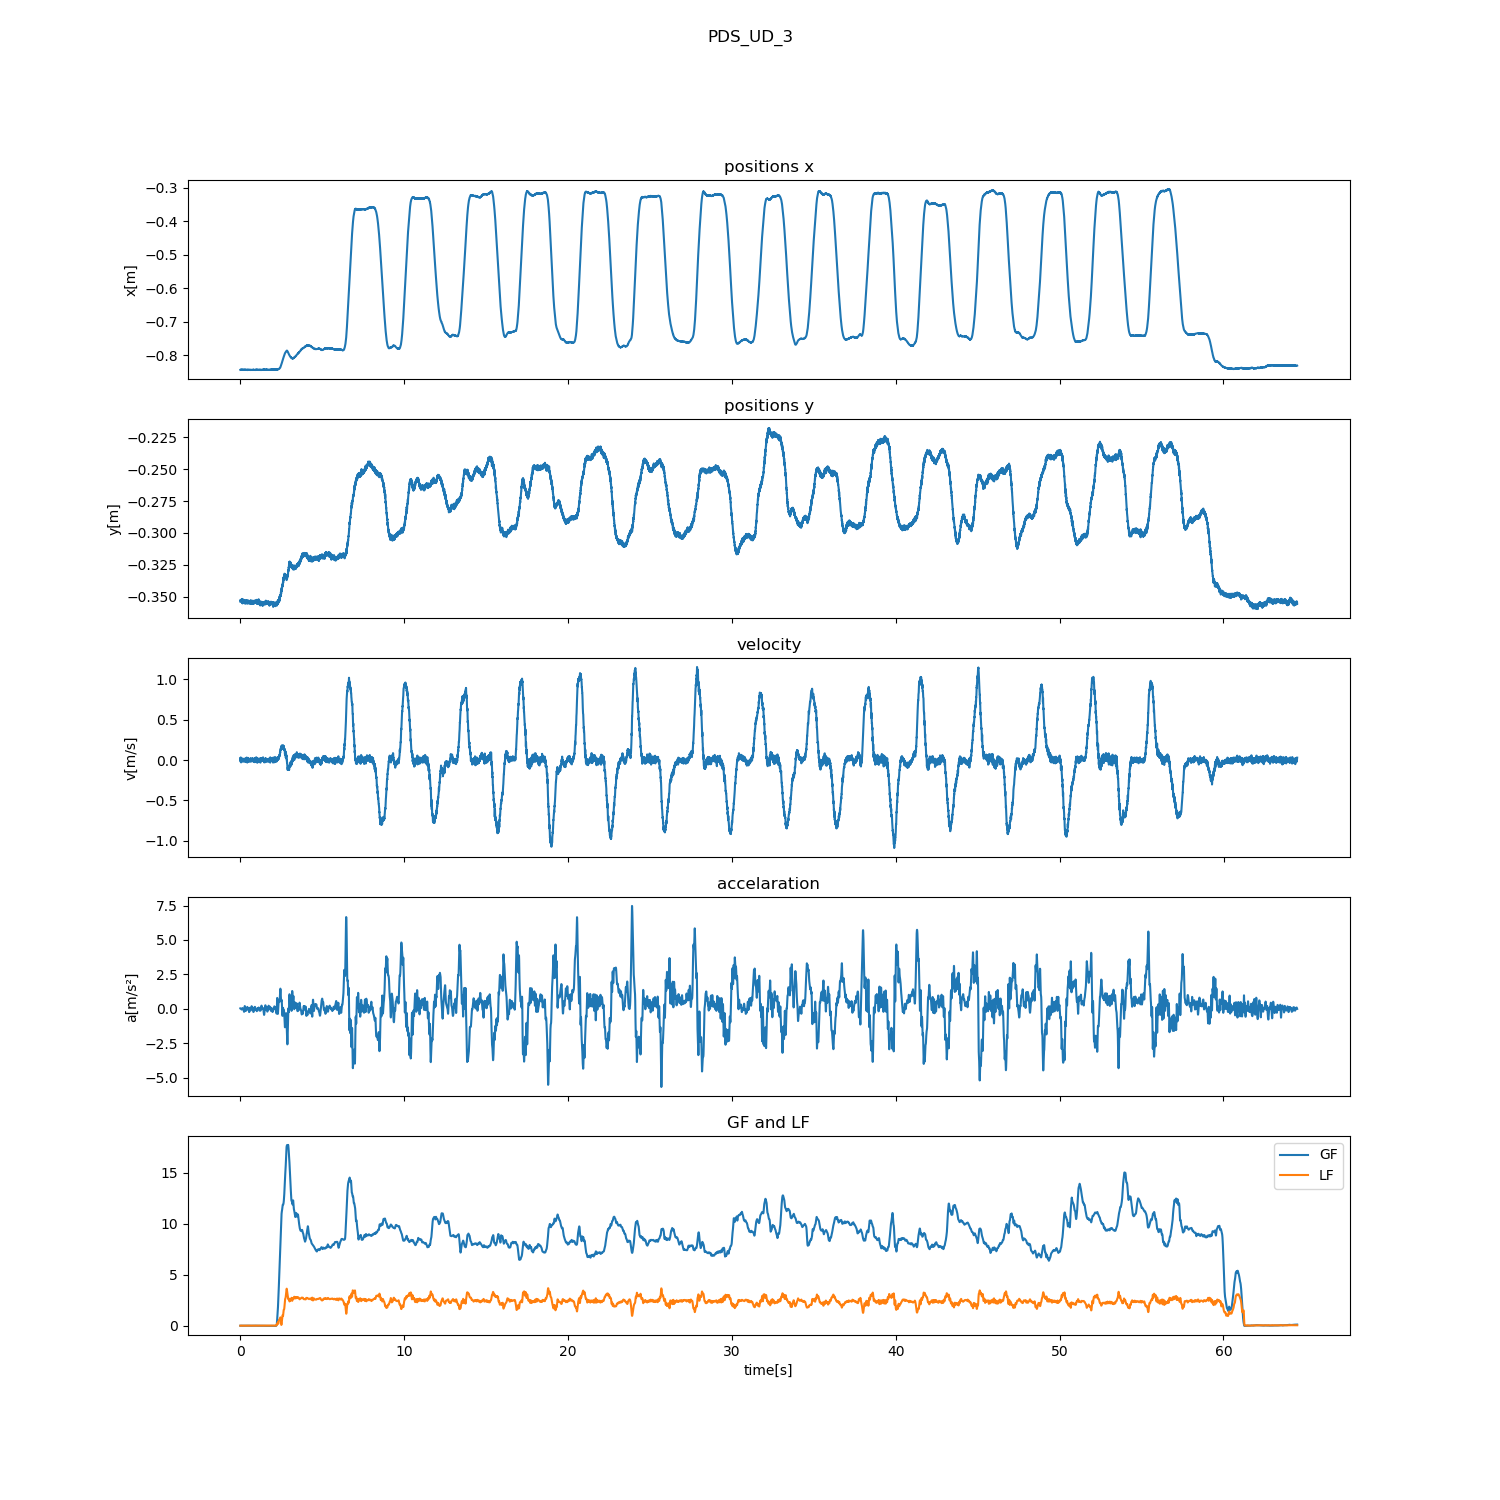 PDS_UD_3
positions x
−0.3
−0.4
−0.5
−0.6
−0.7
−0.8
x[m]
positions y
−0.225
−0.250
−0.275
−0.300
−0.325
−0.350
y[m]
velocity
1.0
0.5
0.0
−0.5
−1.0
v[m/s]
accelaration
7.5
5.0
2.5
0.0
−2.5
−5.0
a[m/s²]
GF and LF
15
10
5
0
GF
LF
0 10 20 30 40 50 60
time[s]